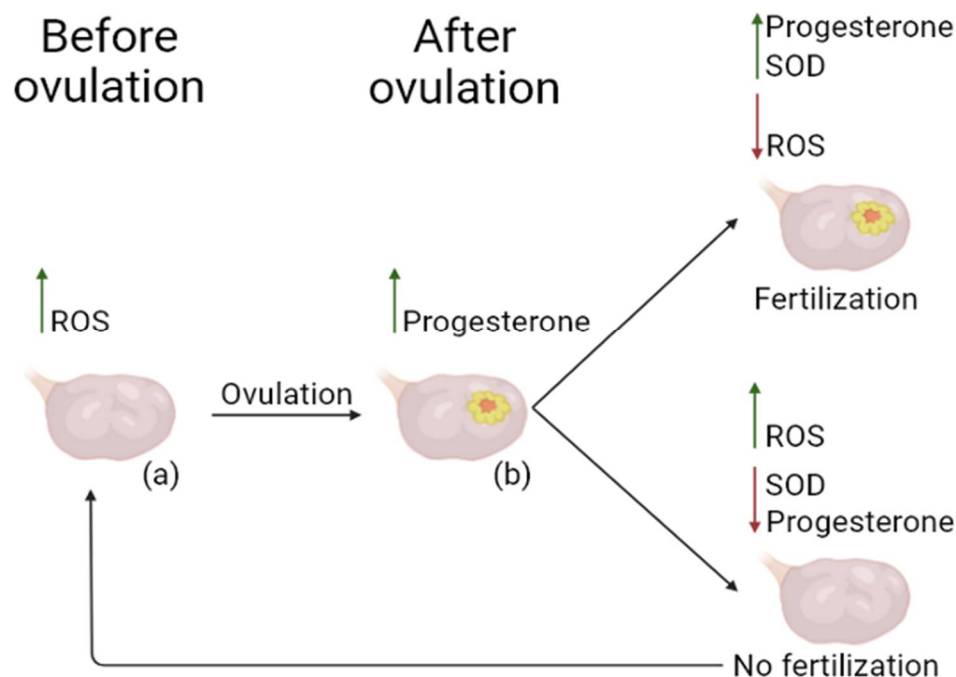 Before
ovulation
After
ovulation
Progesterone
SOD
ROS
Fertilization
ROS
Progesterone
Ovulation
(a)
(b)
ROS
SOD
Progesterone
No fertilization